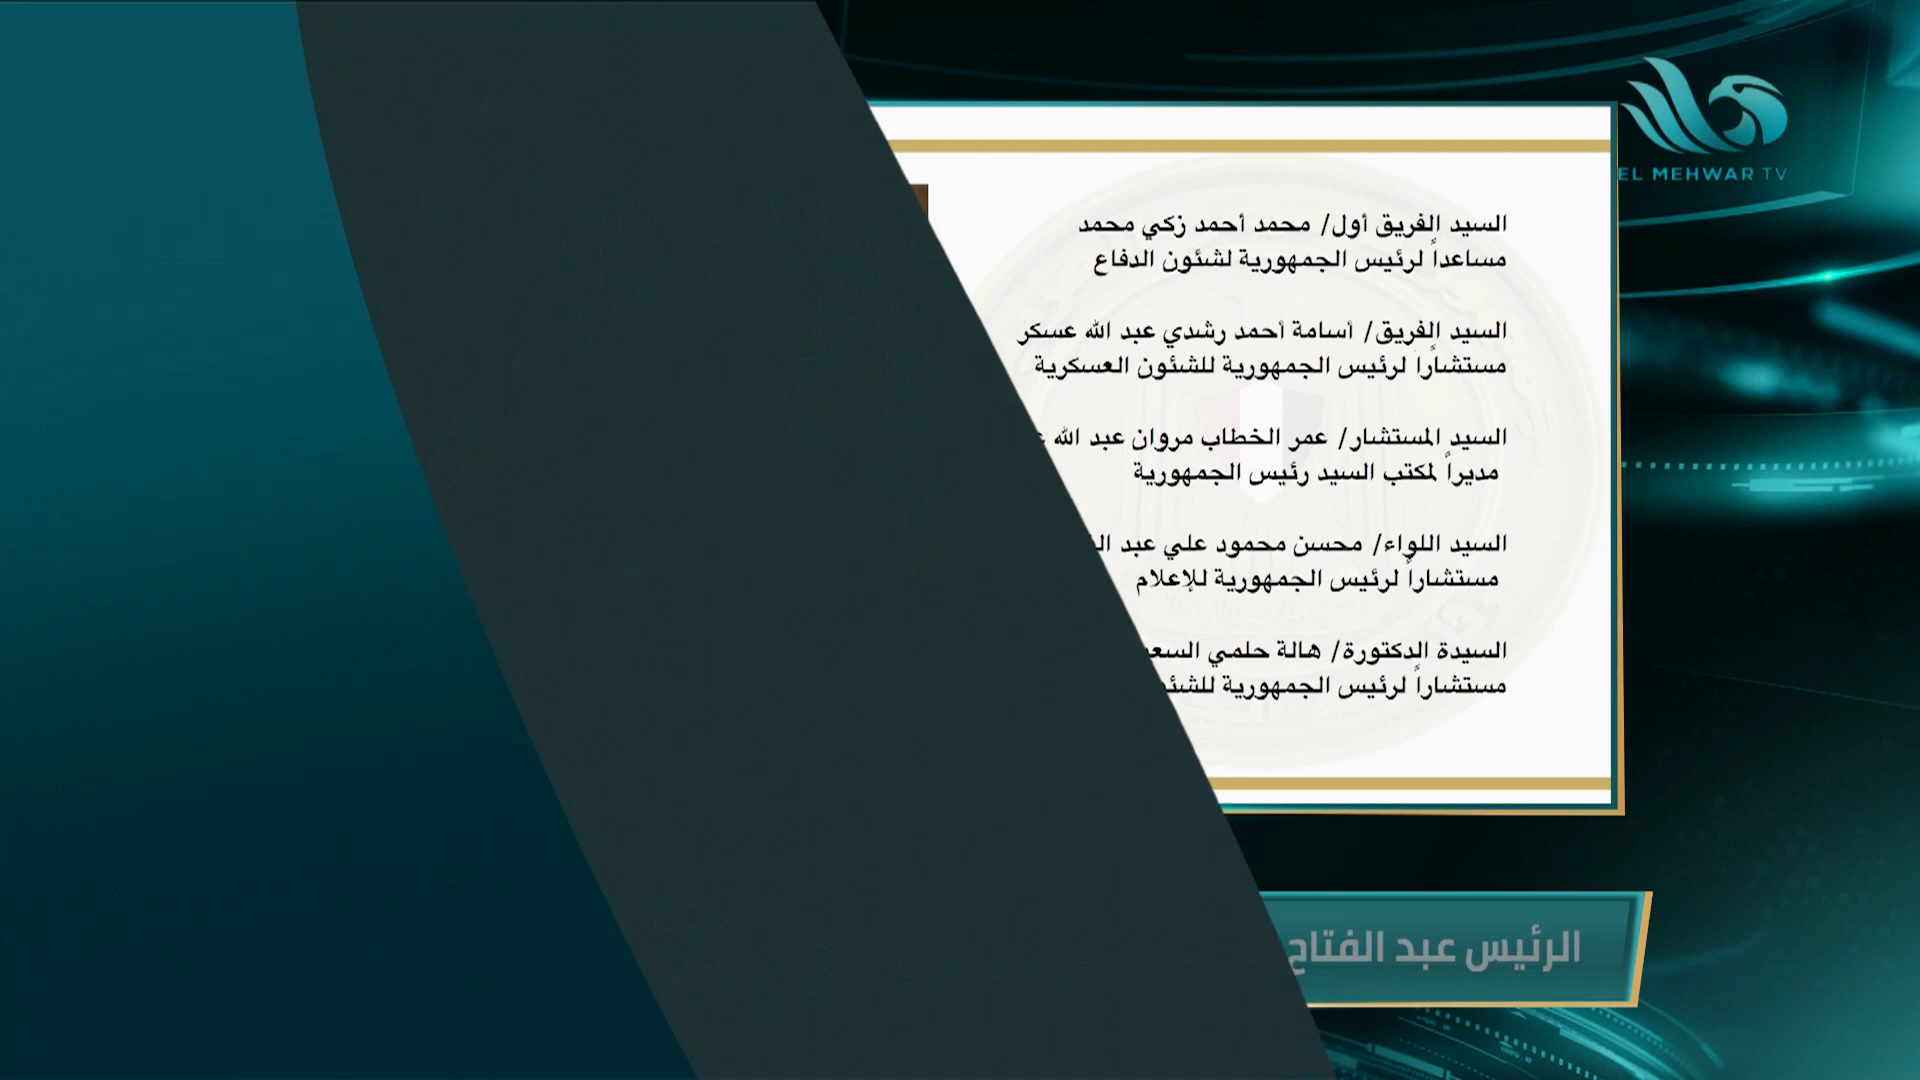 EL MEHWAR TV
السيد الفريق أول/ محمد أحمد زكي محمد
مساعداً لرئيس الجمهورية لشئون الدفاع
السيد الفريق/ أسامة أحمد رشدي عبد الله عسكر
مستشاراً لرئيس الجمهورية للشئون العسكرية
السيد المستشار/ عمر الخطاب مروان عبد الله
مديراً لمكتب السيد رئيس الجمهورية
السيد اللواء/ محسن محمود علي عبد
مستشاراً لرئيس الجمهورية للإعلام
السيدة الدكتورة/ هالة حلمي
مستشاراً لرئيس الجمهورية
الرئيس عبد الفتاح